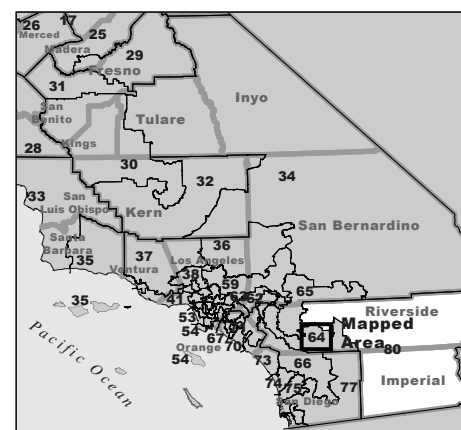 26 17
Merced 25
Madera 29
Fresno
31
Inyo
San
Benito
Tulare
Kings
28
30
32 34
33
San
Luis Obispo
Kern
San Bernardino
Santa
Barbara
35
37
Ventura
36
Los Angeles
38 59
41 62 65
35
Riverside
53
54
67 70
Orange
64
Mapped
Area
80
54
73 66
74 75 77
San Diego
Imperial
Pacific Ocean